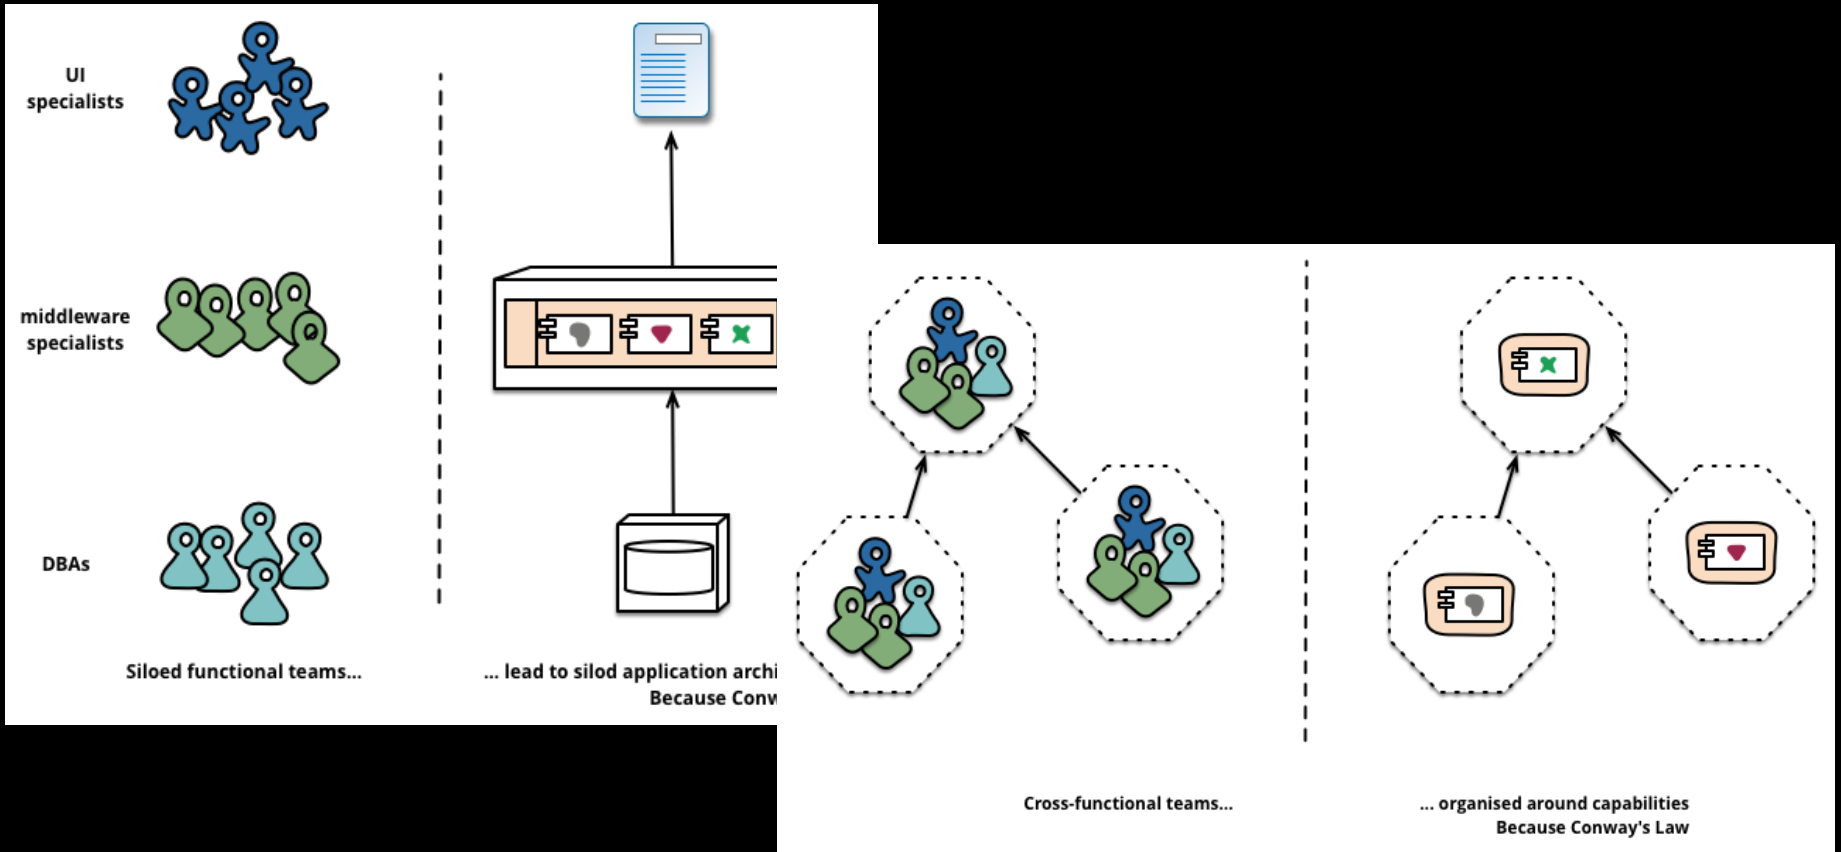 UI
specialists
middleware
specialists
DBAs
Siloed functional teams...
... lead to silod application archi
Because Conw
Cross-functional teams...
... organised around capabilities
Because Conway's Law